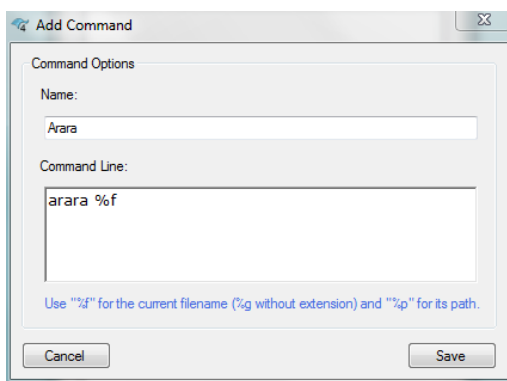 Add Command
Command Options
Name:
Arara
Command Line:
arara %f
Use "%f" for the current filename (%g without extension) and "%p" for its path.
Cancel Save